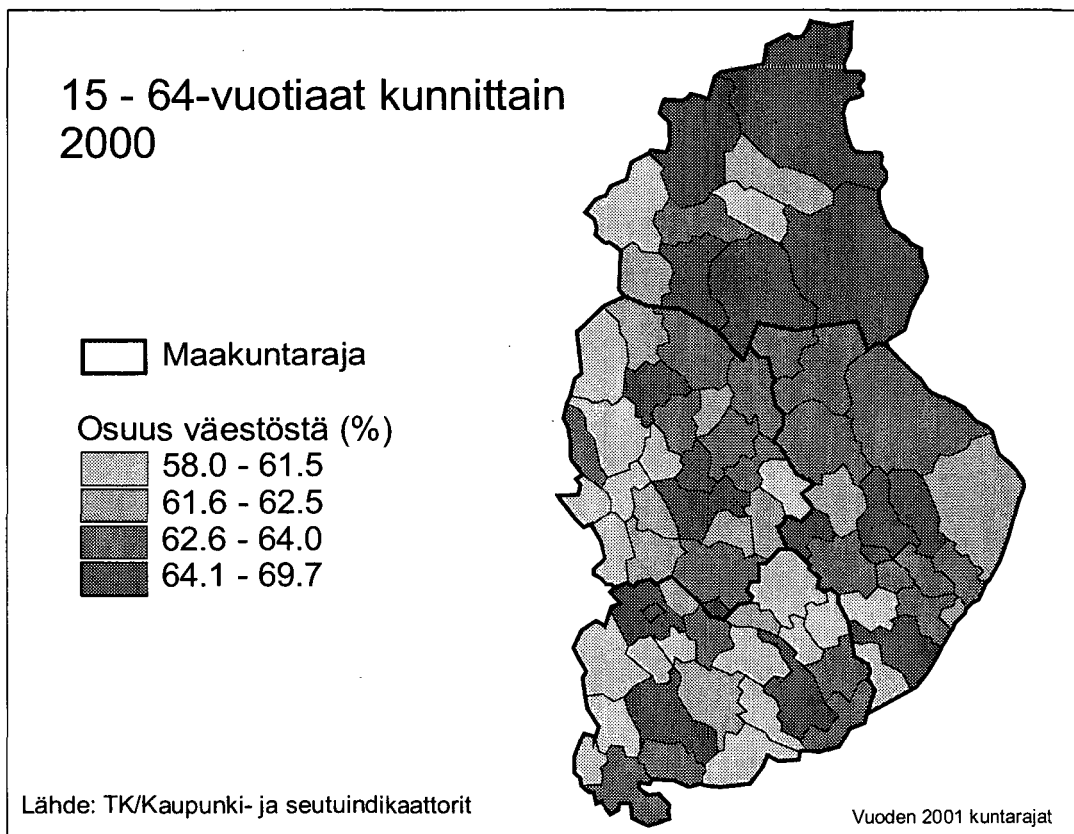 15 - 64-vuotiaat kunnittain
2000
Maakuntaraja
Osuus väestöstä (%)
58.0 - 61.5
61.6 - 62.5
62.6 - 64.0
64.1 - 69.7
Lähde: TK/Kaupunki- ja seutuindikaattorit
Vuoden 2001 kuntarajat